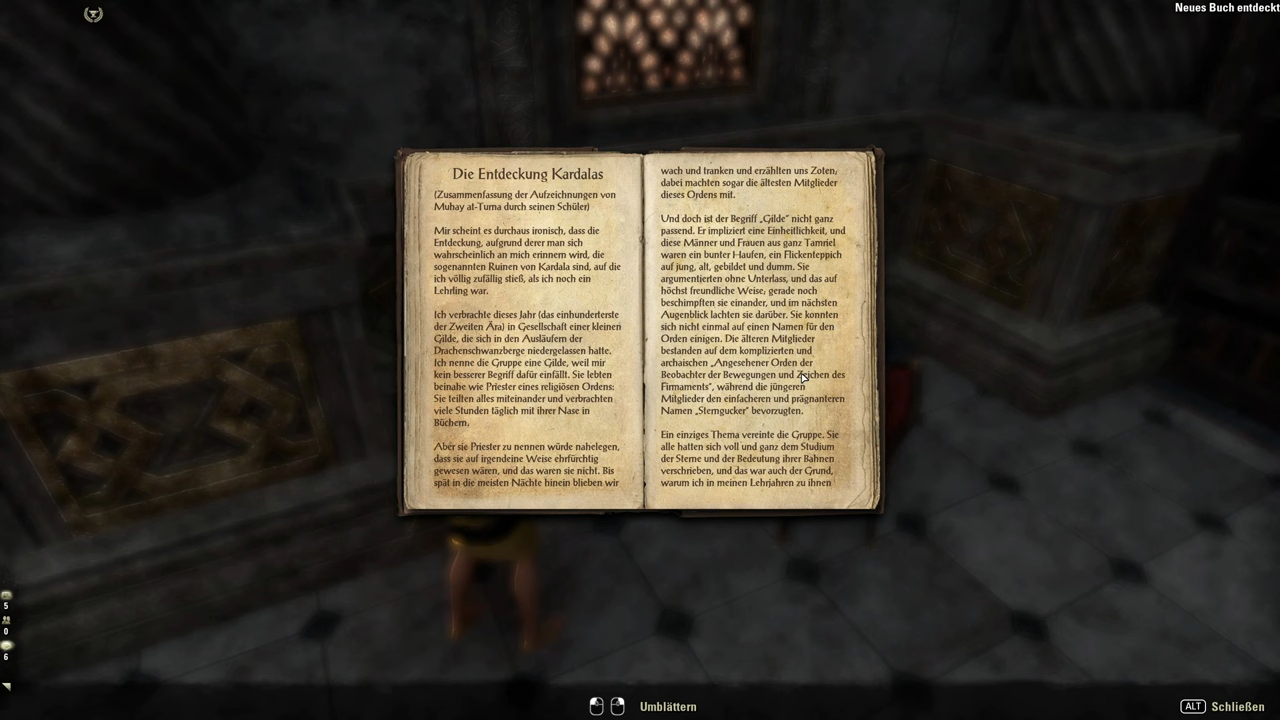 Neues Buch entdeckt
Die Entdeckung Kardalas
(Zusammenfassung der Aufzeichnungen von
Muhay at-Turna durch seinen Schüler)
Mir scheint es durchaus ironisch, dass die
Entdeckung, aufgrund derer man sich
wahrscheinlich an mich erinnern wird, die
sogenannten Ruinen von Kardala sind, auf die
ich völlig zufällig stieß, als ich noch ein
Lehrling war.
Ich verbrachte dieses Jahr (das einhunderterste
der Zweiten Ära) in Gesellschaft einer kleinen
Gilde, die sich in den Ausläufern der
Drachenschwanzberge niedergelassen hatte.
Ich nenne die Gruppe eine Gilde, weil mir
kein besserer Begriff dafür einfällt. Sie lebten
beinahe wie Priester eines religiösen Ordens:
Sie teilten alles miteinander und verbrachten
viele Stunden täglich mit ihrer Nase in
Büchern.
Aber sie Priester zu nennen würde nahelegen,
dass sie auf irgendeine Weise ehrfürchtig
gewesen wären, und das waren sie nicht. Bis
spät in die meisten Nächte hinein blieben wir
wach und tranken und erzählten uns Zoten;
dabei machten sogar die ältesten Mitglieder
dieses Ordens mit.
Und doch ist der Begriff „Gilde“ nicht ganz
passend. Er impliziert eine Einheitlichkeit, und
diese Männer und Frauen aus ganz Tamriel
waren ein bunter Haufen, ein Flickenteppich
auf jung, alt, gebildet und dumm. Sie
argumentierten ohne Unterlass, und das auf
höchst freundliche Weise; gerade noch
beschimpften sie einander, und im nächsten
Augenblick lachten sie darüber. Sie konnten
sich nicht einmal auf einen Namen für den
Orden einigen. Die älteren Mitglieder
bestanden auf dem komplizierten und
archaischen „Angesehener Orden der
Beobachter der Bewegungen und Zeichen des
Firmaments“, während die jüngeren
Mitglieder den einfacheren und prägnanteren
Namen „Sterngucker“ bevorzugten.
Ein einziges Thema vereinte die Gruppe. Sie
alle hatten sich voll und ganz dem Studium
der Sterne und der Bedeutung ihrer Bahnen
verschrieben, und das war auch der Grund,
warum ich in meinen Lehrjahren zu ihnen
5
0
6
Umblättern
ALT Schließen